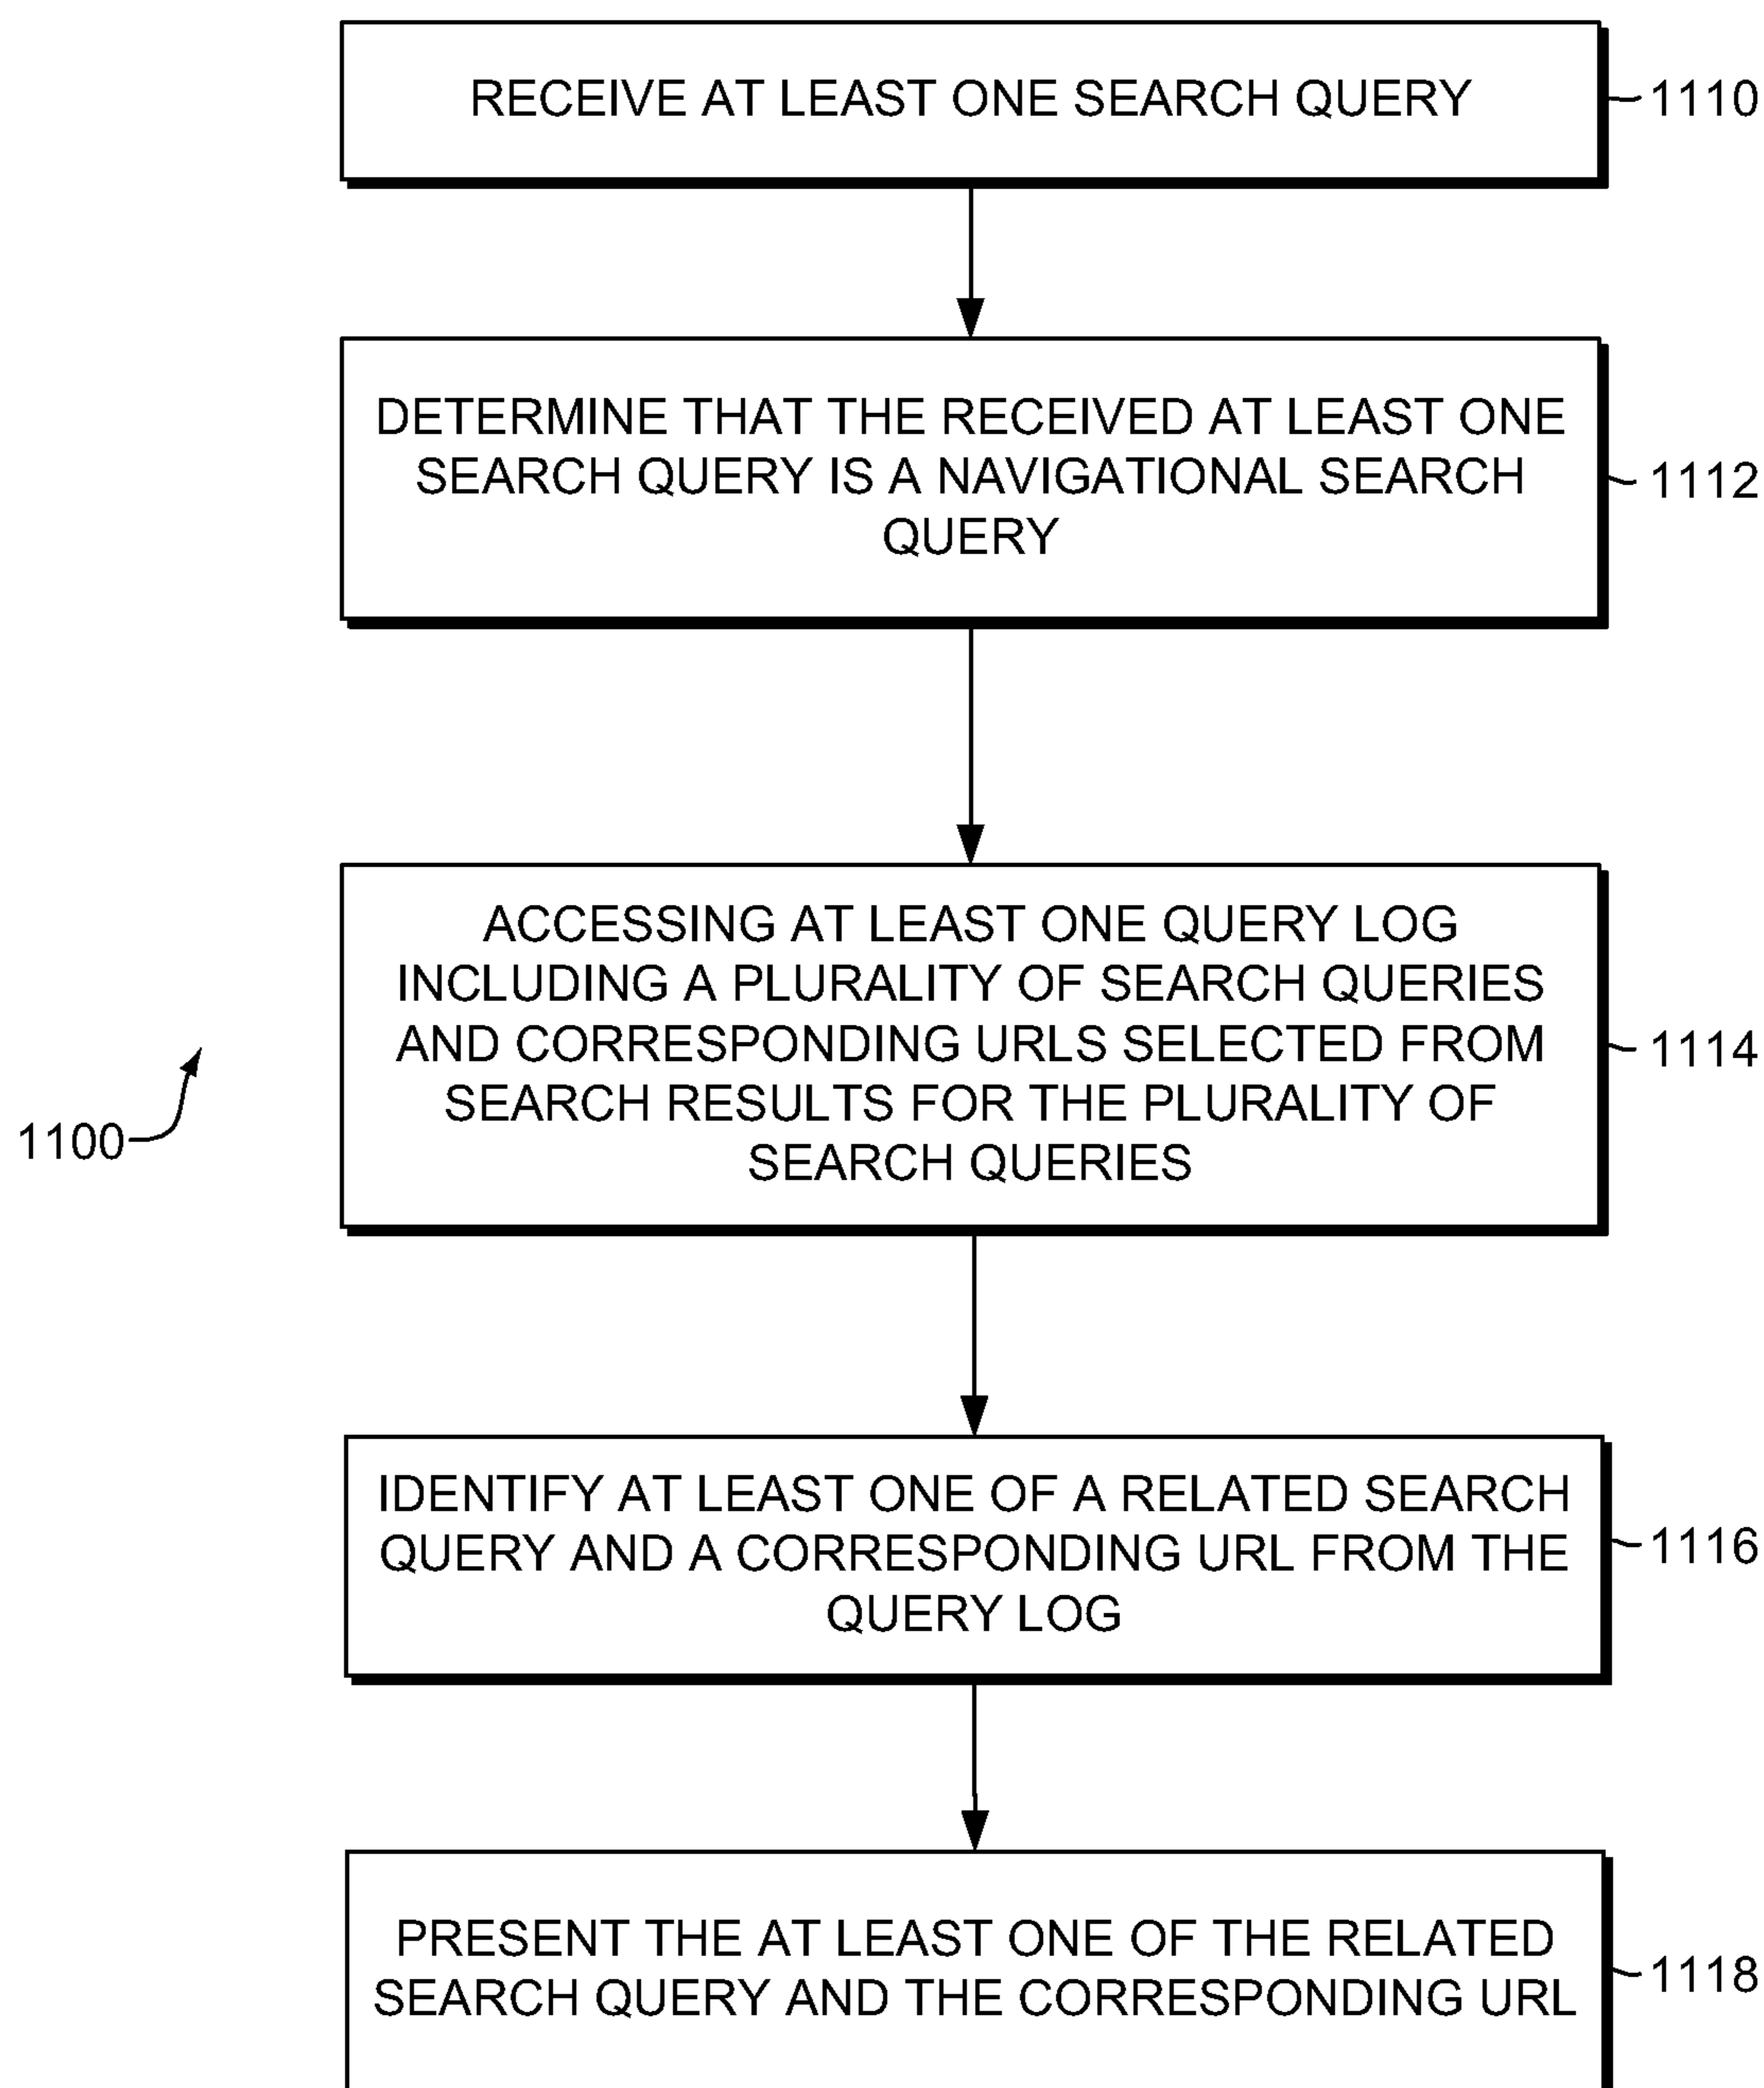 RECEIVE AT LEAST ONE SEARCH QUERY
1110
DETERMINE THAT THE RECEIVED AT LEAST ONE
SEARCH QUERY IS A NAVIGATIONAL SEARCH
QUERY
1112
ACCESSING AT LEAST ONE QUERY LOG
INCLUDING A PLURALITY OF SEARCH QUERIES
AND CORRESPONDING URLS SELECTED FROM
SEARCH RESULTS FOR THE PLURALITY OF
SEARCH QUERIES
1114
1100
IDENTIFY AT LEAST ONE OF A RELATED SEARCH
QUERY AND A CORRESPONDING URL FROM THE
QUERY LOG
1116
PRESENT THE AT LEAST ONE OF THE RELATED
SEARCH QUERY AND THE CORRESPONDING URL
1118